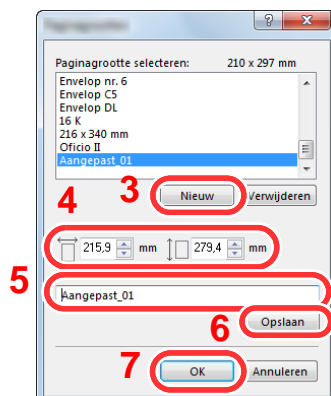 Paginagrootten
Paginagrootte selecteren: 210 x 297 mm
Envelop nr. 6
Envelop C5
Envelop DL
16 K
216 x 340 mm
Oficio II
Aangepast_01
3 Nieuw Verwijderen
4
215,9 mm 279,4 mm
5
Aangepast_01
6 Opslaan
7 OK Annuleren